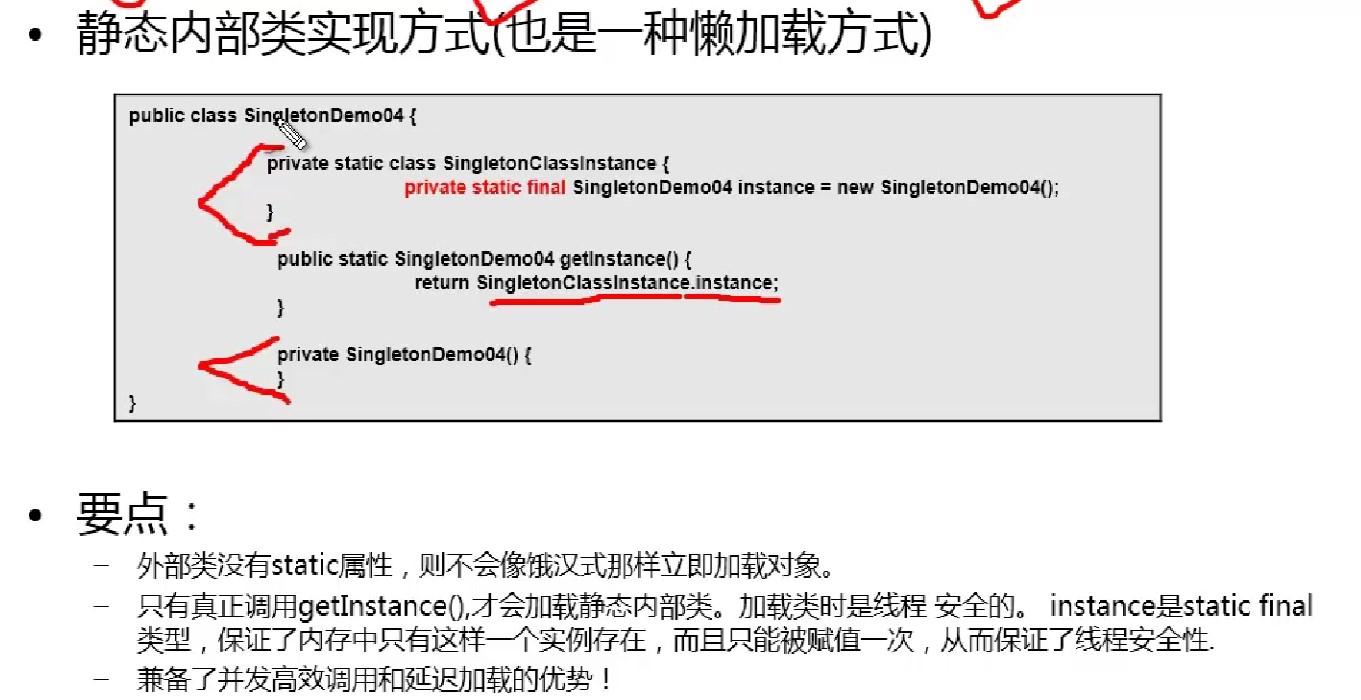 • 静态内部类实现方式(也是一种懒加载方式)
public class SingletonDemo04 {
private static class SingletonClassInstance {
private static final SingletonDemo04 instance = new SingletonDemo04();
}
public static SingletonDemo04 getInstance() {
return SingletonClassInstance.instance;
}
private SingletonDemo04() {
}
}
• 要点：
– 外部类没有static属性，则不会像饿汉式那样立即加载对象。
– 只有真正调用getInstance(),才会加载静态内部类。加载类时是线程 安全的。 instance是static final
类型，保证了内存中只有这样一个实例存在，而且只能被赋值一次，从而保证了线程安全性.
– 兼备了并发高效调用和延迟加载的优势！